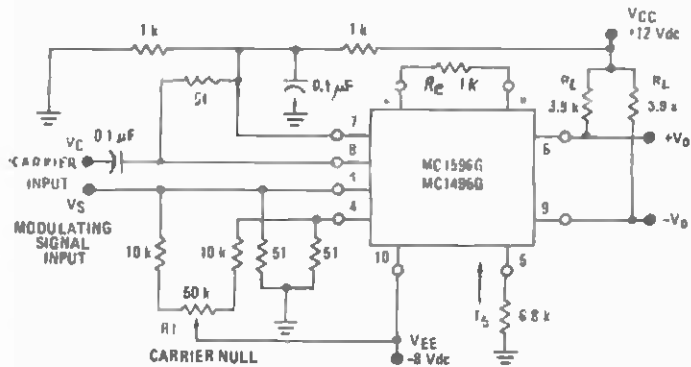 1 k
1 k
VCC
+12 Vdc
51
0.1 µF
Re 1K
RL
3.9 k
RL
3.9 k
0.1 µF
VC
CARRIER
INPUT
7
8
4
10
6
9
5
MC1596G
MC1496G
+Vo
-Vo
VS
MODULATING
SIGNAL
INPUT
10 k
10 k
51
51
50 k
R1
CARRIER NULL
VEE
-8 Vdc
I5
6.8 k